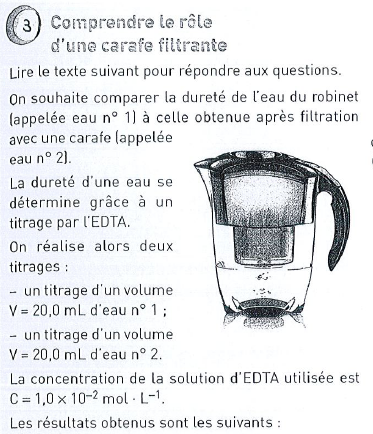 3 Comprendre le rôle
d'une carafe filtrante
Lire le texte suivant pour répondre aux questions.
On souhaite comparer la dureté de l'eau du robinet
(appelée eau n° 1) à celle obtenue après filtration
avec une carafe (appelée
eau n° 2).
La dureté d'une eau se
détermine grâce à un
titrage par l'EDTA.
On réalise alors deux
titrages :
– un titrage d'un volume
V = 20,0 mL d'eau n° 1 ;
– un titrage d'un volume
V = 20,0 mL d'eau n° 2.
La concentration de la solution d'EDTA utilisée est
C = 1,0 × 10⁻² mol · L⁻¹.
Les résultats obtenus sont les suivants :